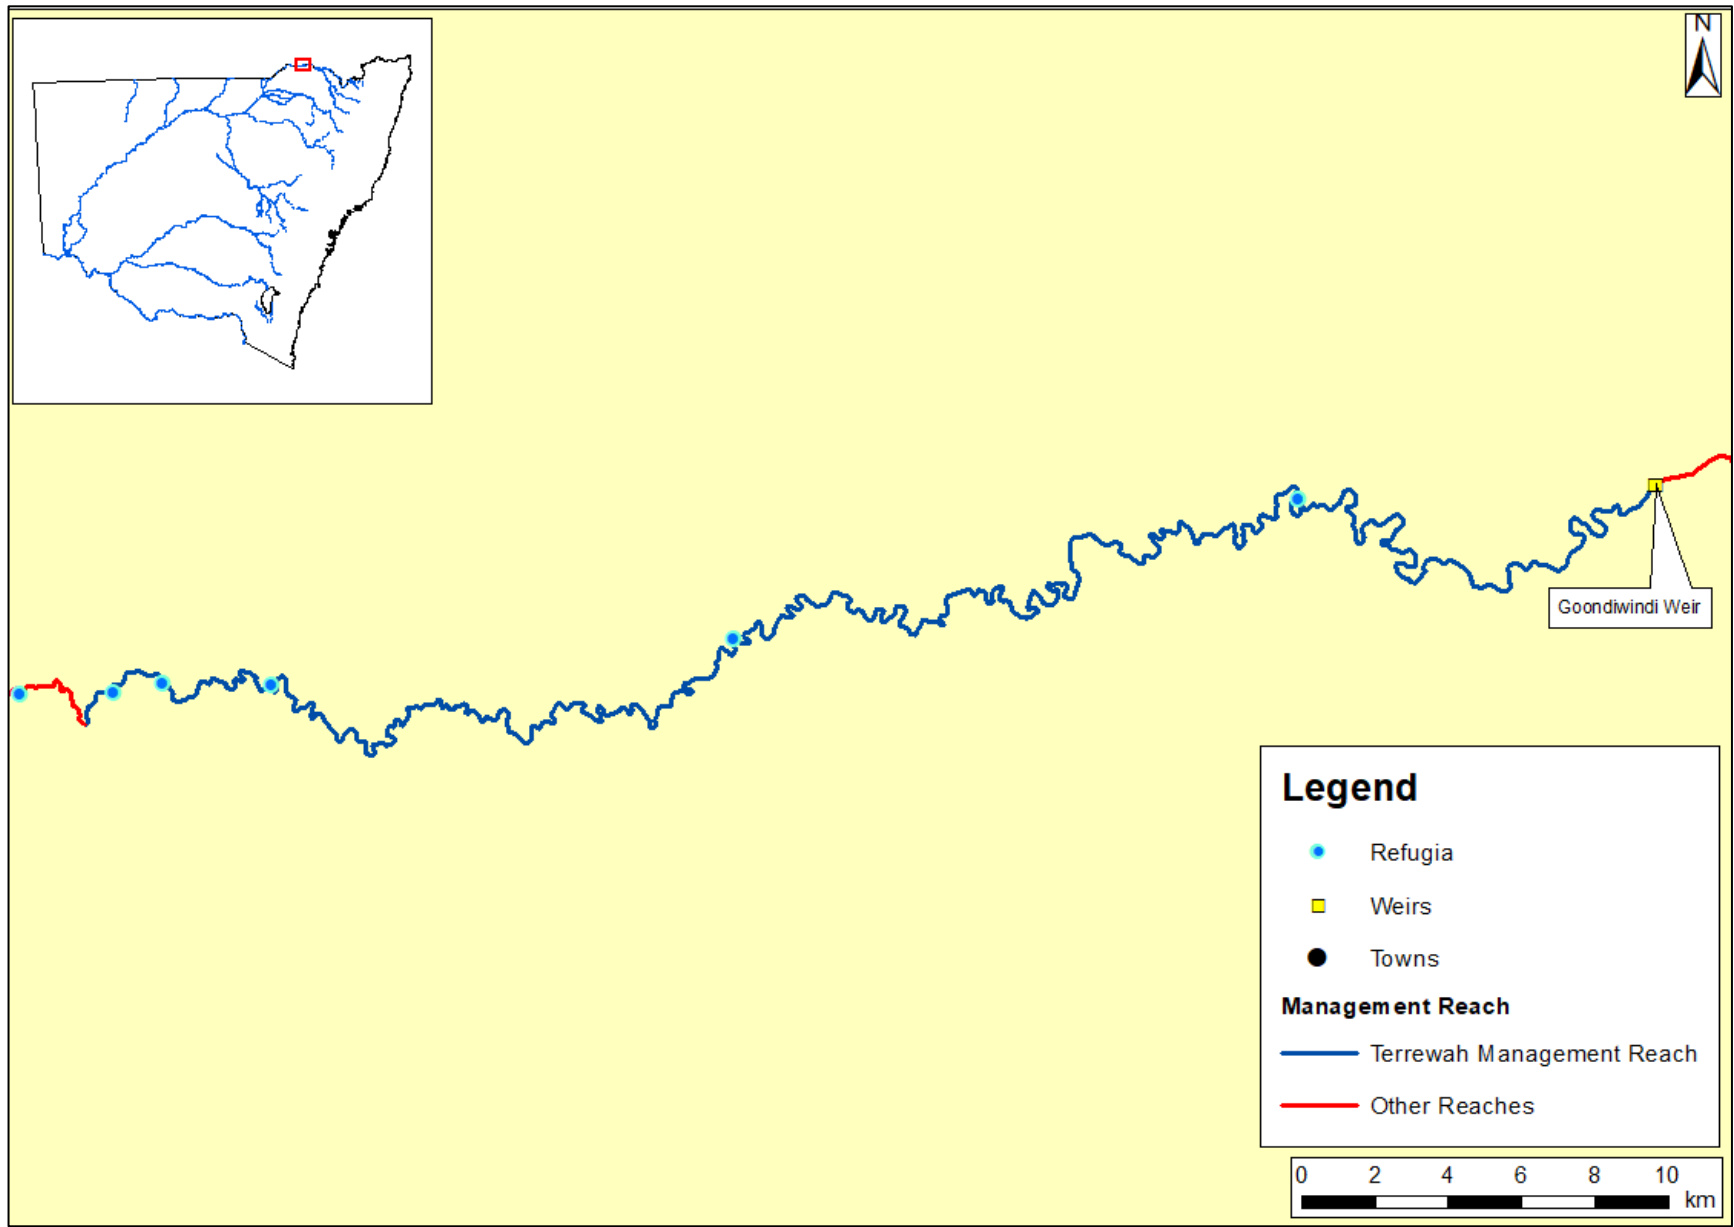 N
Goondiwindi Weir
Legend
Refugia
Weirs
Towns
Management Reach
Terrewah Management Reach
Other Reaches
0 2 4 6 8 10
km